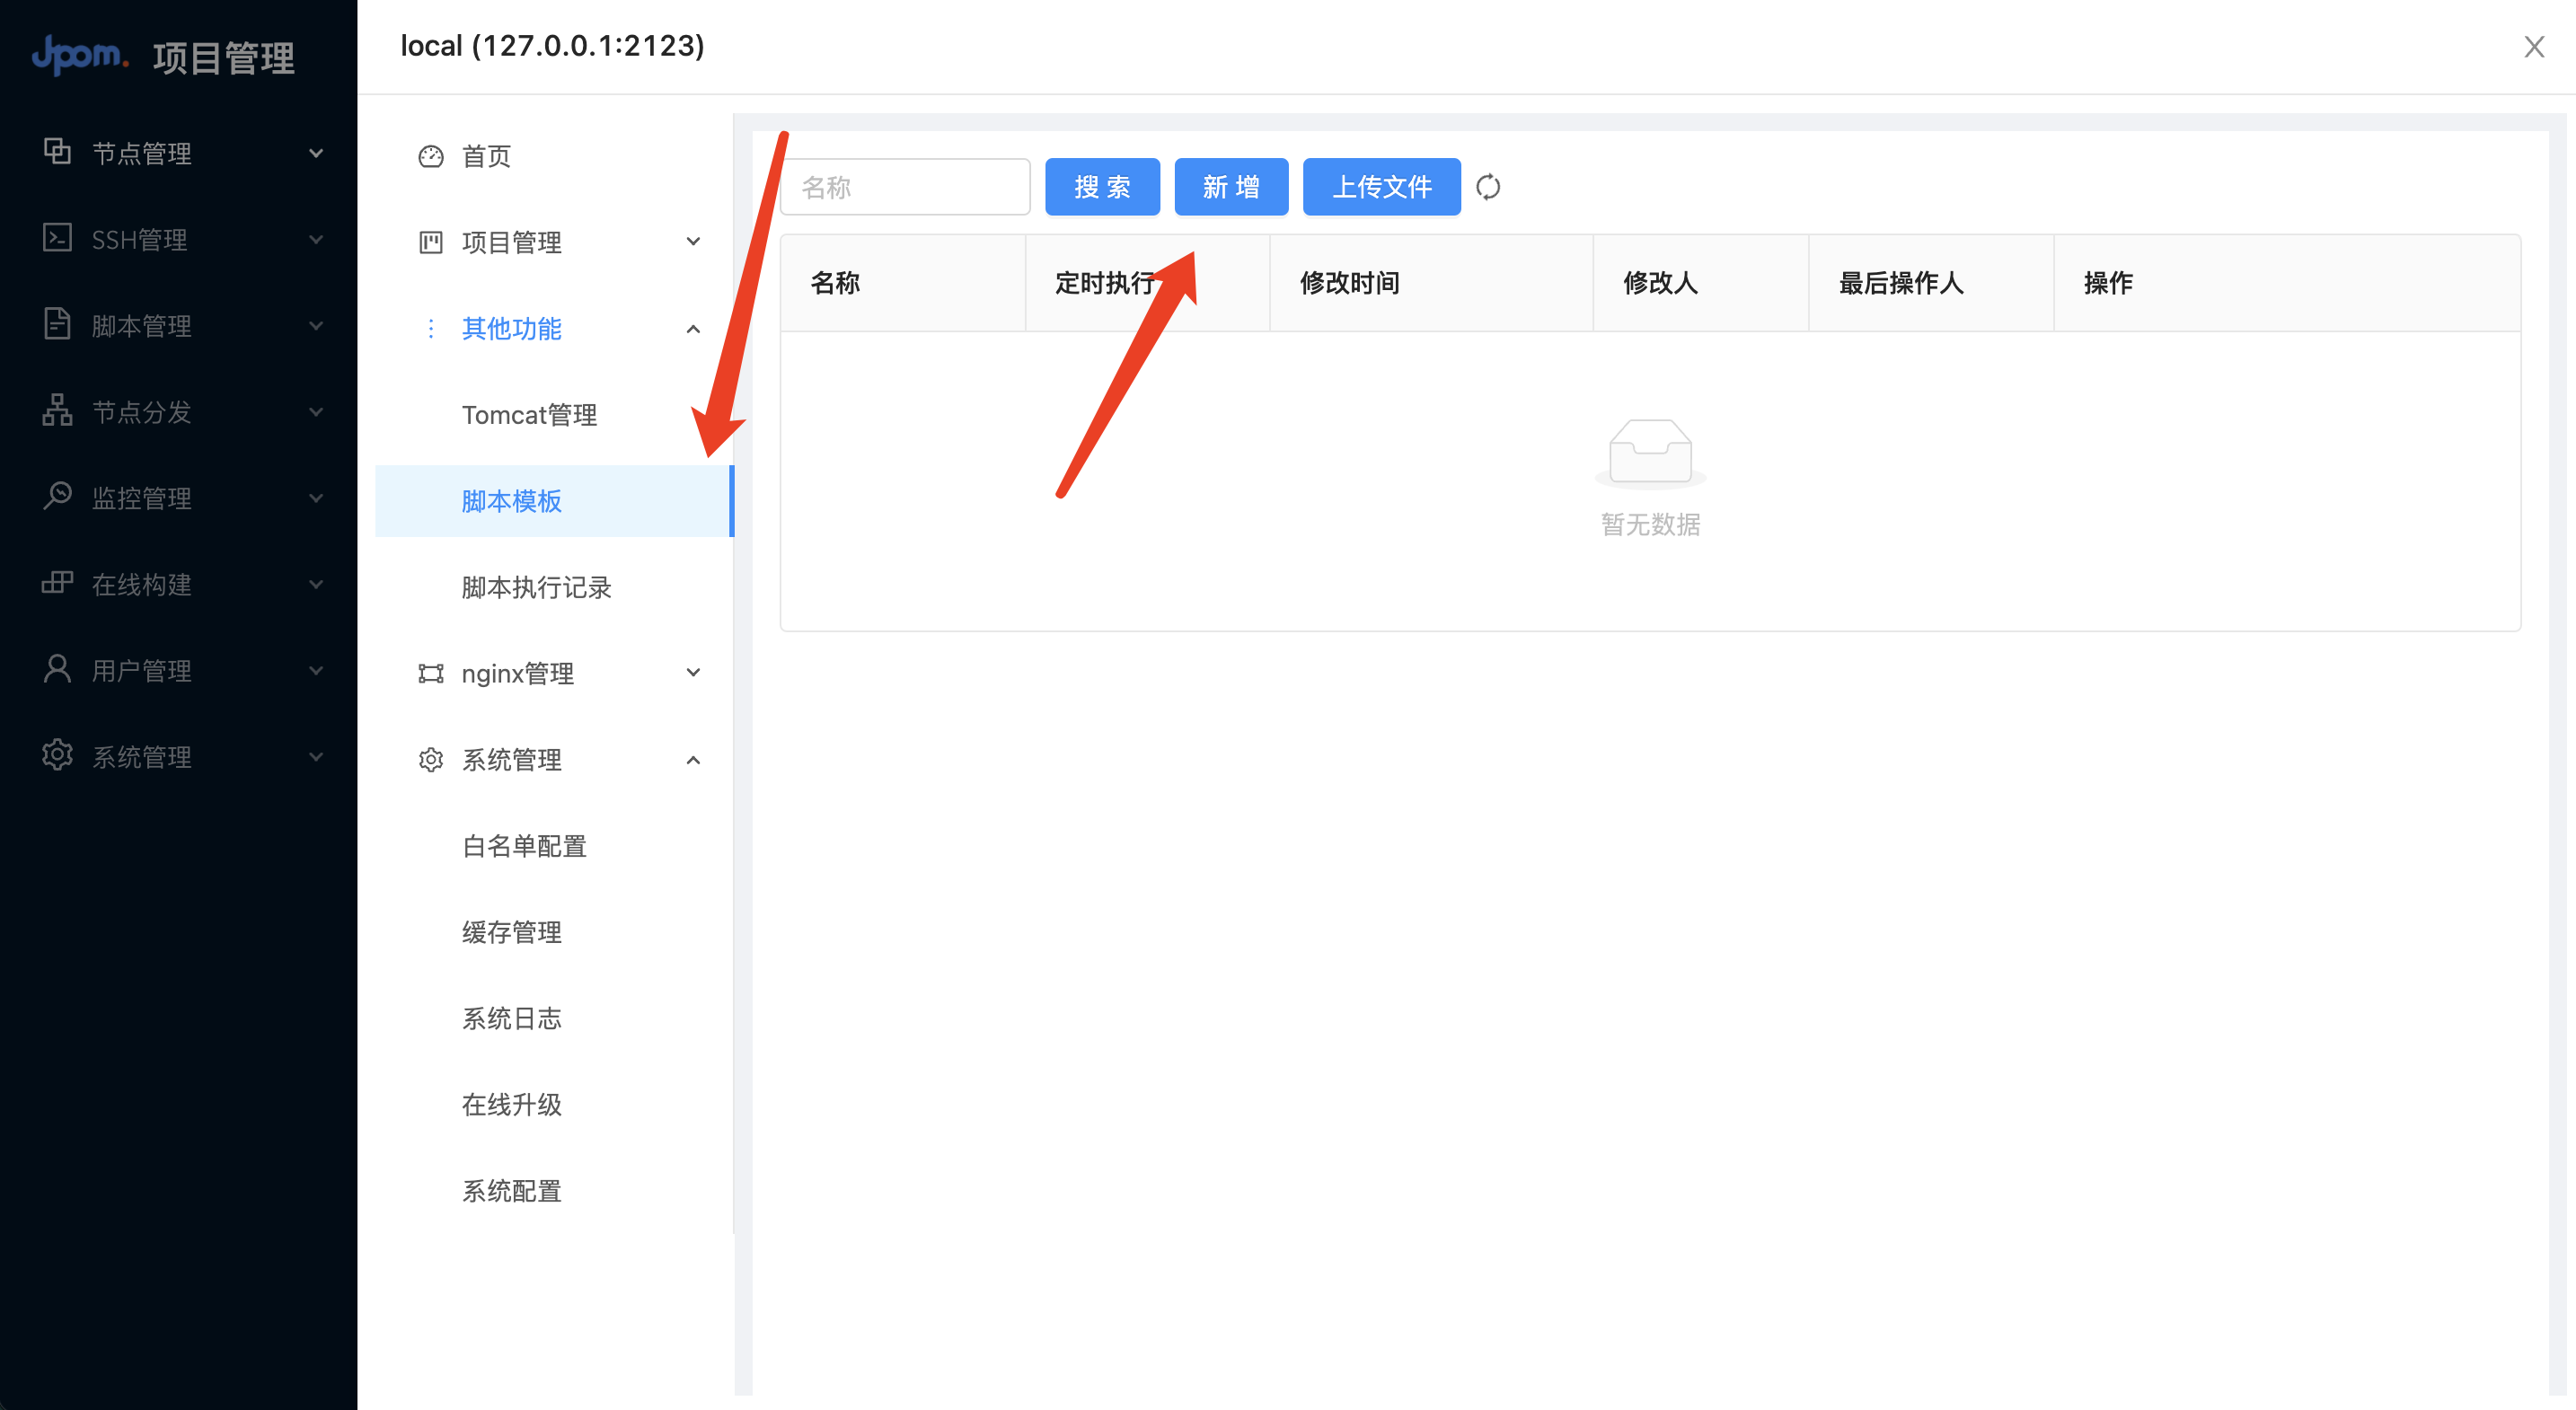 Jpom. 项目管理
节点管理
SSH管理
脚本管理
节点分发
监控管理
在线构建
用户管理
系统管理
local (127.0.0.1:2123)
首页
项目管理
其他功能
Tomcat管理
脚本模板
脚本执行记录
nginx管理
系统管理
白名单配置
缓存管理
系统日志
在线升级
系统配置
名称 搜 索 新 增 上传文件
名称 定时执行 修改时间 修改人 最后操作人 操作
暂无数据